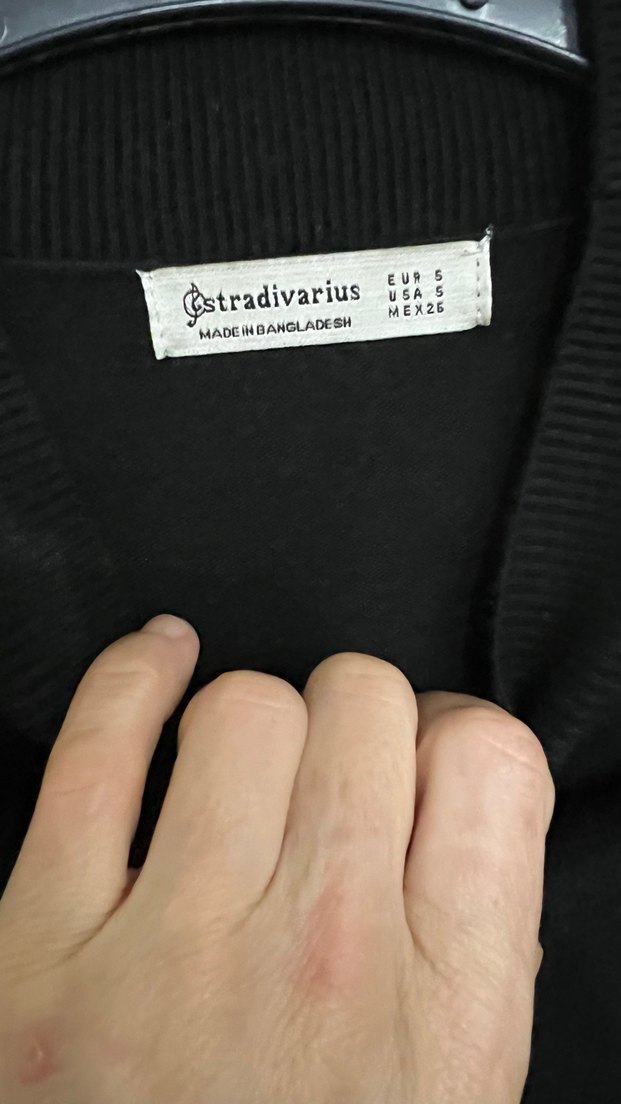 stradivarius
MADE IN BANGLADESH
EUR S
USA S
MEX 26